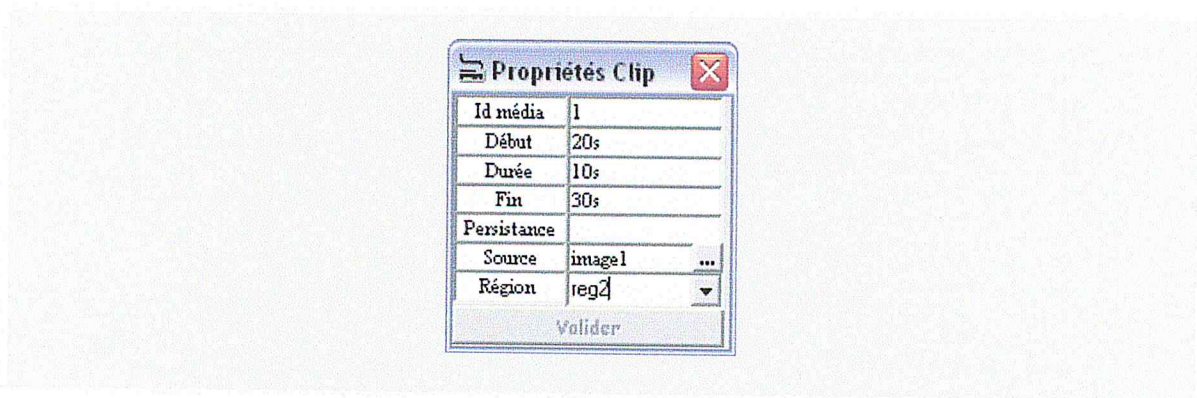 Propriétés Clip
Id média 1
Début 20s
Durée 10s
Fin 30s
Persistance
Source image1 ...
Région reg2
Valider